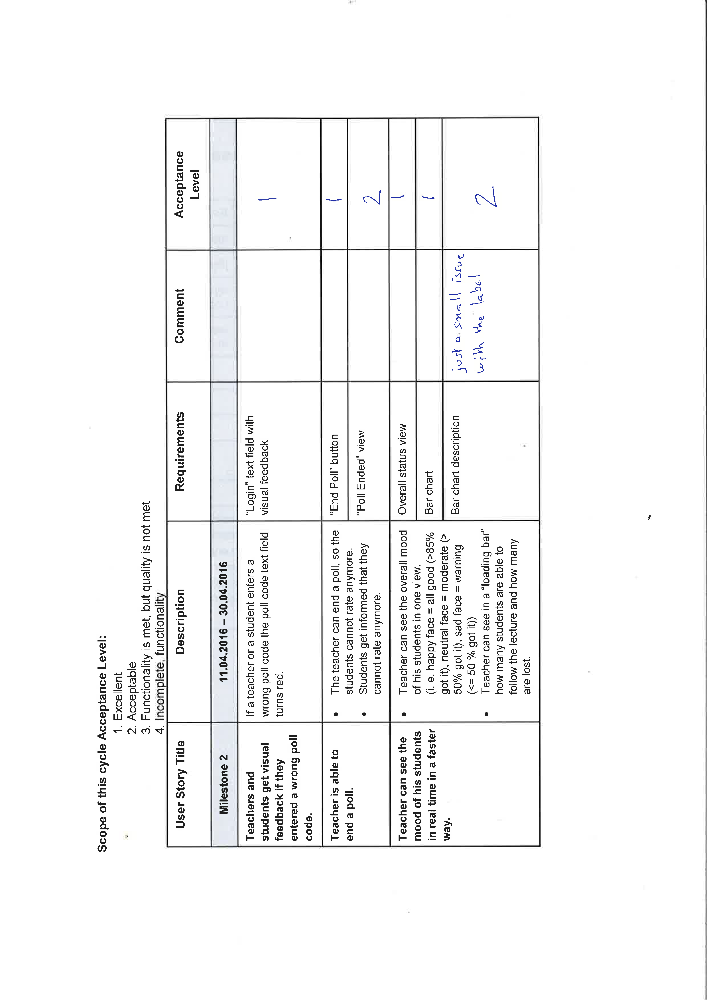 Scope of this cycle Acceptance Level:
1. Excellent
2. Acceptable
3. Functionality is met, but quality is not met
4. Incomplete, functionality
User Story Title
Description
Requirements
Comment
Acceptance
Level
Milestone 2
11.04.2016 – 30.04.2016
Teachers and
students get visual
feedback if they
entered a wrong poll
code.
If a teacher or a student enters a
wrong poll code the poll code text field
turns red.
“Login” text field with
visual feedback
1
Teacher is able to
end a poll.
• The teacher can end a poll, so the
students cannot rate anymore.
• Students get informed that they
cannot rate anymore.
“End Poll” button
1
“Poll Ended” view
2
Teacher can see the
mood of his students
in real time in a faster
way.
• Teacher can see the overall mood
of his students in one view.
(i. e. happy face = all good (>85%
got it), neutral face = moderate (>
50% got it), sad face = warning
(<= 50 % got it))
• Teacher can see in a “loading bar”
how many students are able to
follow the lecture and how many
are lost.
Overall status view
1
Bar chart
1
Bar chart description
just a small issue
with the label
2